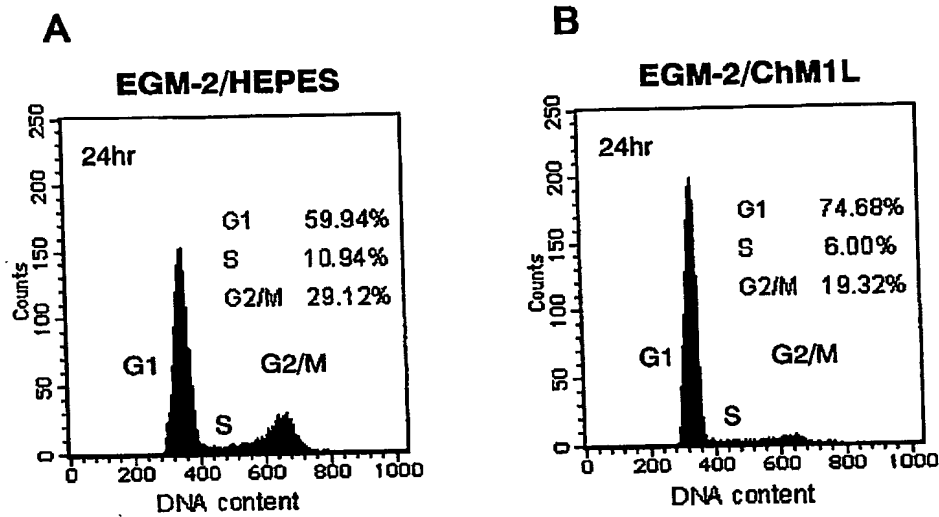 A
EGM-2/HEPES
250
200
150
100
50
0
Counts
24hr
G1 59.94%
S 10.94%
G2/M 29.12%
G1
S
G2/M
0 200 400 600 800 1000
DNA content
B
EGM-2/ChM1L
250
200
150
100
50
0
Counts
24hr
G1 74.68%
S 6.00%
G2/M 19.32%
G1
S
G2/M
0 200 400 600 800 1000
DNA content